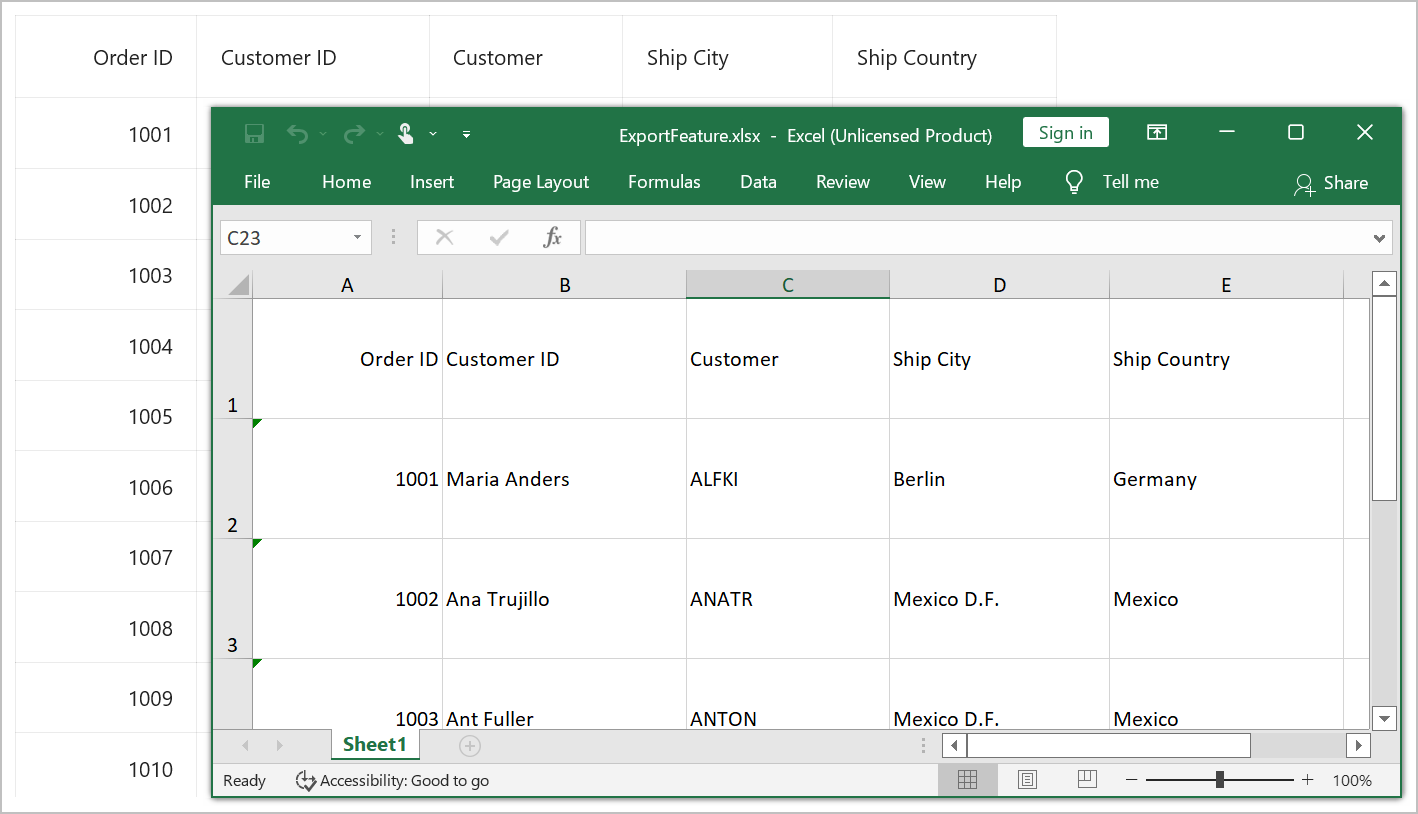 Order ID Customer ID Customer Ship City Ship Country
1001
1002
1003
1004
1005
1006
1007
1008
1009
1010
ExportFeature.xlsx - Excel (Unlicensed Product) Sign in
File Home Insert Page Layout Formulas Data Review View Help Tell me Share
C23 fx
A B C D E
1 Order ID Customer ID Customer Ship City Ship Country
2 1001 Maria Anders ALFKI Berlin Germany
3 1002 Ana Trujillo ANATR Mexico D.F. Mexico
1003 Ant Fuller ANTON Mexico D.F. Mexico
Sheet1
Ready Accessibility: Good to go 100%